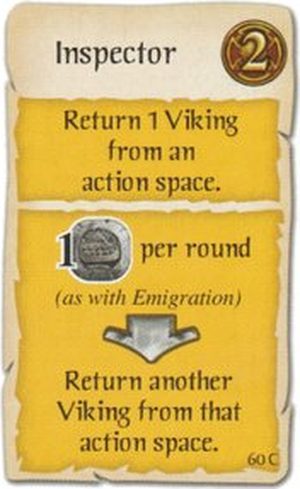 Inspector 2
Return 1 Viking
from an
action space.
1 per round
(as with Emigration)
Return another
Viking from that
action space.
60 C